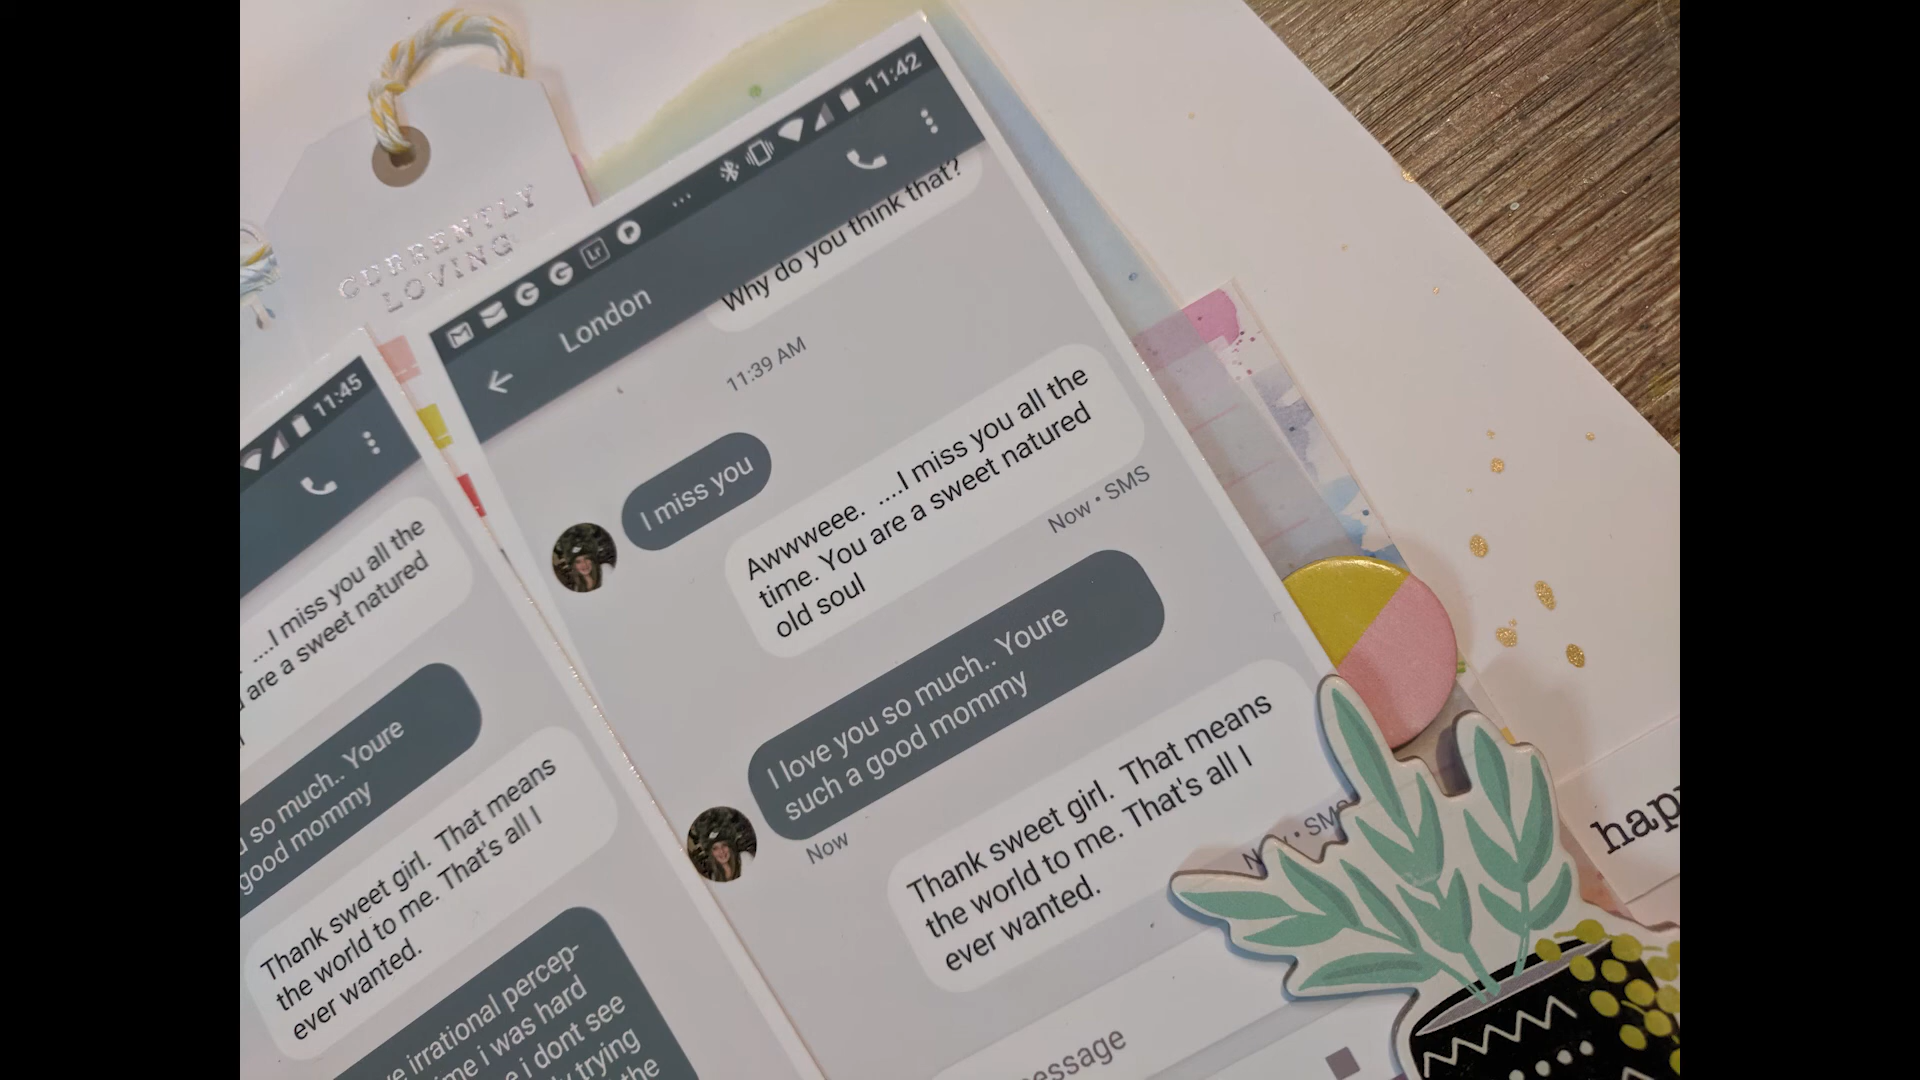 CURRENTLY
LOVING
11:42
London
Why do you think that?
11:39 AM
I miss you
Awwweee. ....I miss you all the
time. You are a sweet natured
old soul
Now • SMS
I love you so much.. Youre
such a good mommy
Now
Thank sweet girl. That means
the world to me. That's all I
ever wanted.
• SMS
11:45
....I miss you all the
are a sweet natured
so much.. Youre
good mommy
Thank sweet girl. That means
the world to me. That's all I
ever wanted.
irrational percep-
i was hard
i dont see
trying
the